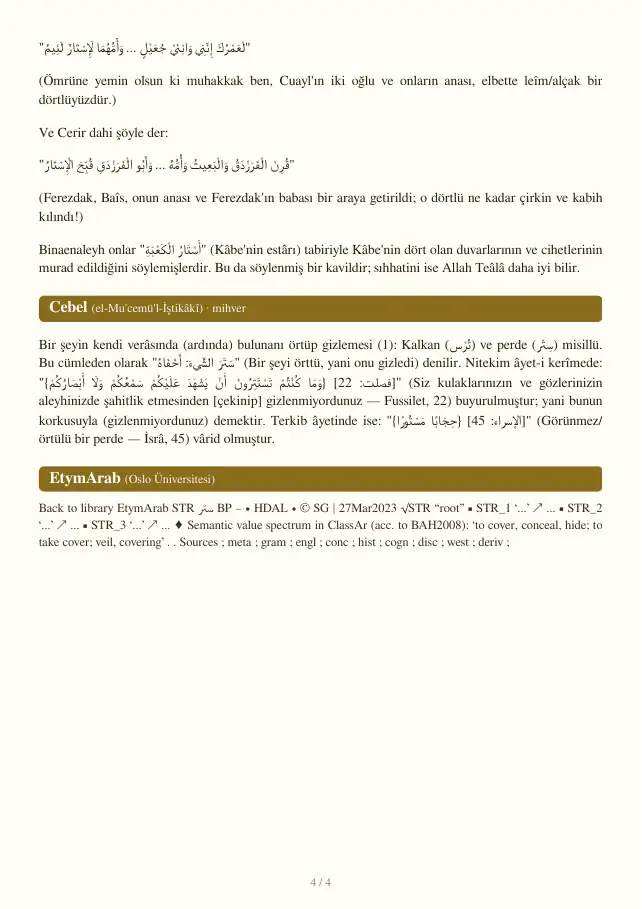 "لَعَمْرُكَ إِنَّنِي وَابْنَيْ جُعَيْلٍ ... وَأُمُّهُمَا لَإِسْتَارٌ لَئِيمُ"
(Ömrüne yemin olsun ki muhakkak ben, Cuayl'ın iki oğlu ve onların anası, elbette leîm/alçak bir
dörtlüyüzdür.)
Ve Cerir dahi şöyle der:
"قُرِنَ الْفَرَزْدَقُ وَالْبَعِيثُ وَأُمُّهُ ... وَأَبُو الْفَرَزْدَقِ قُبِّحَ الْإِسْتَارُ"
(Ferezdak, Baîs, onun anası ve Ferezdak'ın babası bir araya getirildi; o dörtlü ne kadar çirkin ve kabih
kılındı!)
Binaenaleyh onlar "أَسْتَارُ الْكَعْبَةِ" (Kâbe'nin estârı) tabiriyle Kâbe'nin dört olan duvarlarının ve cihetlerinin
murad edildiğini söylemişlerdir. Bu da söylenmiş bir kavildir; sıhhatini ise Allah Teâlâ daha iyi bilir.
Cebel (el-Mu'cemü'l-İştikâkî) · mihver
Bir şeyin kendi verâsında (ardında) bulunanı örtüp gizlemesi (1): Kalkan (تُرْس) ve perde (سِتْر) misillü.
Bu cümleden olarak "سَتَرَ الشَّيءَ: أَخْفَاهُ" (Bir şeyi örttü, yani onu gizledi) denilir. Nitekim âyet-i kerîmede:
"{وَمَا كُنْتُمْ تَسْتَتِرُونَ أَنْ يَشْهَدَ عَلَيْكُمْ سَمْعُكُمْ وَلَا أَبْصَارُكُمْ} [فصلت: 22]" (Siz kulaklarınızın ve gözlerinizin
aleyhinizde şahitlik etmesinden [çekinip] gizlenmiyordunuz — Fussilet, 22) buyurulmuştur; yani bunun
korkusuyla (gizlenmiyordunuz) demektir. Terkib âyetinde ise: "{حِجَابًا مَسْتُورًا} [الإسراء: 45]" (Görünmez/
örtülü bir perde — İsrâ, 45) vârid olmuştur.
EtymArab (Oslo Üniversitesi)
Back to library EtymArab STR ستر BP – • HDAL • © SG | 27Mar2023 √STR “root” ▪ STR_1 ‘...’ ↗ ... ▪ STR_2
‘...’ ↗ ... ▪ STR_3 ‘...’ ↗ ... ♦ Semantic value spectrum in ClassAr (acc. to BAH2008): ‘to cover, conceal, hide; to
take cover; veil, covering’ . . Sources ; meta ; gram ; engl ; conc ; hist ; cogn ; disc ; west ; deriv ;
4 / 4